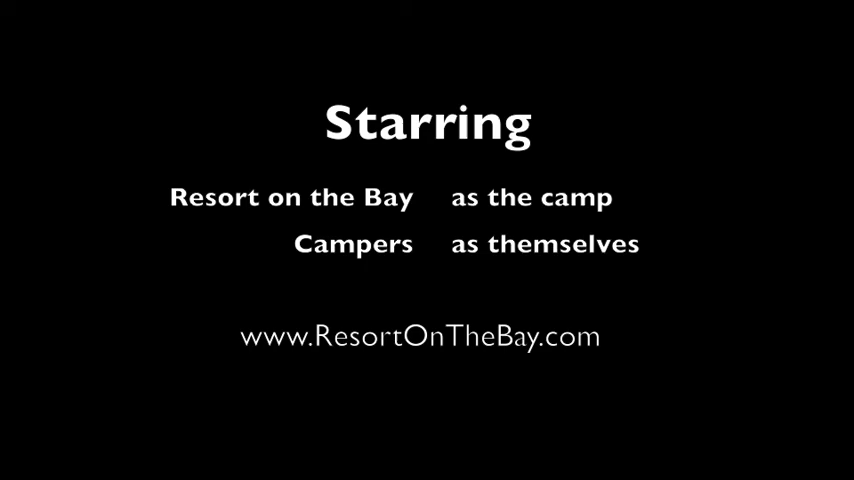 Starring
Resort on the Bay as the camp
Campers as themselves
www.ResortOnTheBay.com